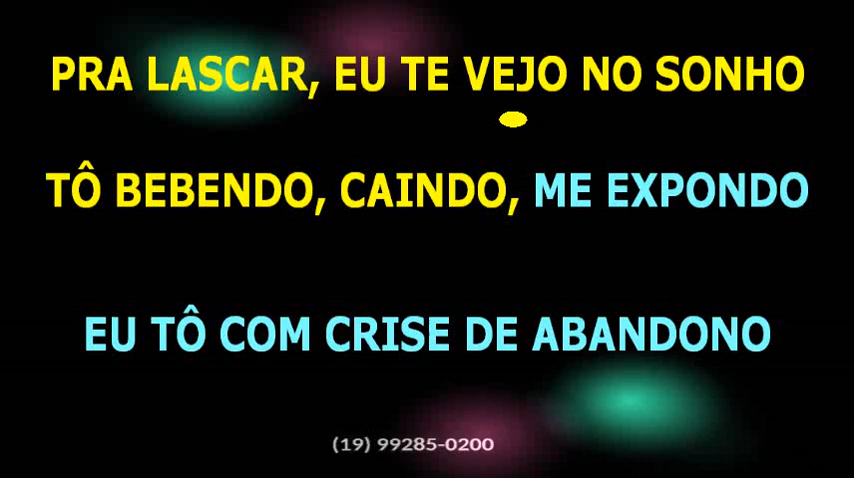 PRA LASCAR, EU TE VEJO NO SONHO
TÔ BEBENDO, CAINDO, ME EXPONDO
EU TÔ COM CRISE DE ABANDONO
(19) 99285-0200